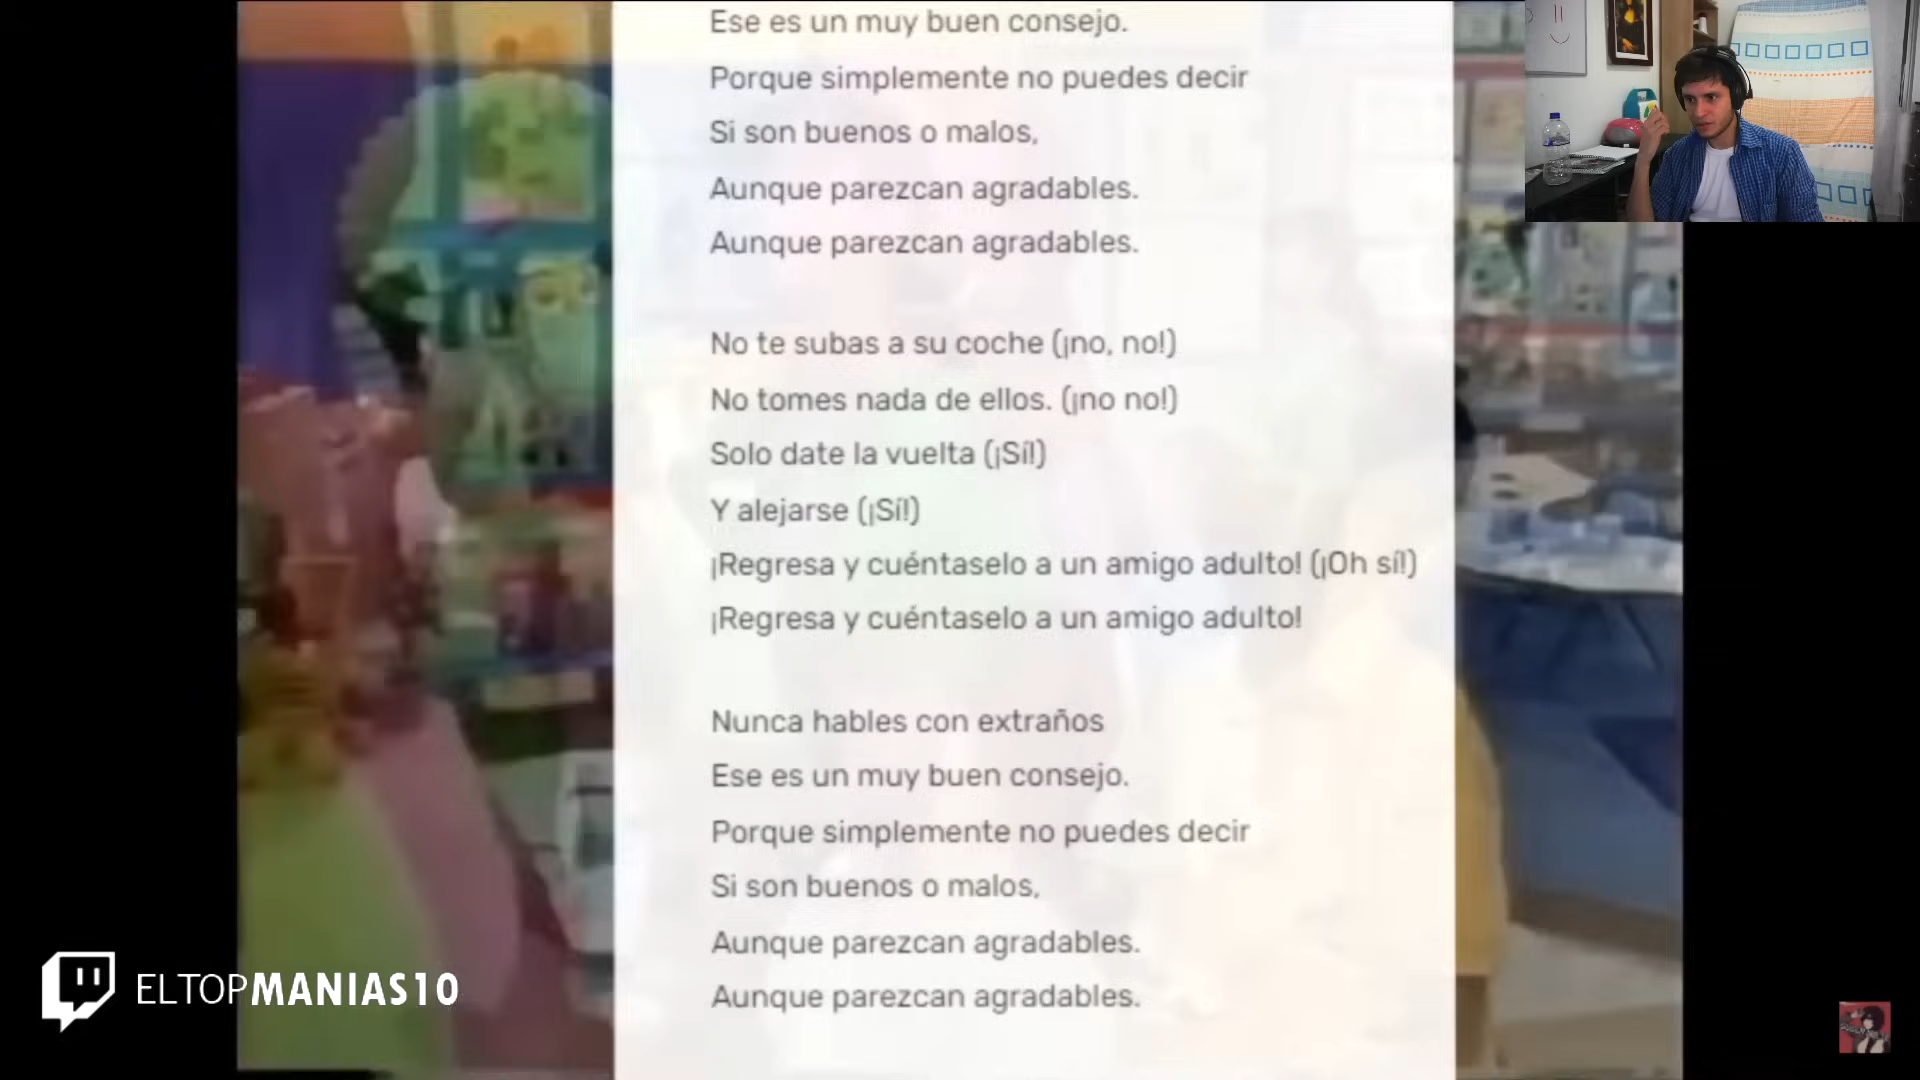 Ese es un muy buen consejo.
Porque simplemente no puedes decir
Si son buenos o malos,
Aunque parezcan agradables.
Aunque parezcan agradables.
No te subas a su coche (¡no, no!)
No tomes nada de ellos. (¡no no!)
Solo date la vuelta (¡Sí!)
Y alejarse (¡Sí!)
¡Regresa y cuéntaselo a un amigo adulto! (¡Oh sí!)
¡Regresa y cuéntaselo a un amigo adulto!
Nunca hables con extraños
Ese es un muy buen consejo.
Porque simplemente no puedes decir
Si son buenos o malos,
Aunque parezcan agradables.
Aunque parezcan agradables.
ELTOPMANIAS10